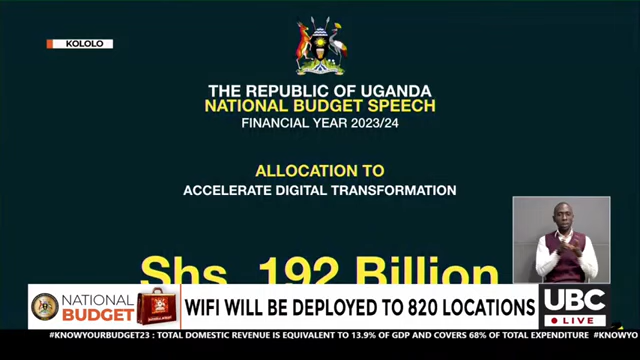 KOLOLO
THE REPUBLIC OF UGANDA
NATIONAL BUDGET SPEECH
FINANCIAL YEAR 2023/24
ALLOCATION TO
ACCELERATE DIGITAL TRANSFORMATION
Shs. 192 Billion
NATIONAL
BUDGET
WIFI WILL BE DEPLOYED TO 820 LOCATIONS
UBC
LIVE
#KNOWYOURBUDGET23 : TOTAL DOMESTIC REVENUE IS EQUIVALENT TO 13.9% OF GDP AND COVERS 68% OF TOTAL EXPENDITURE #KNOWYO